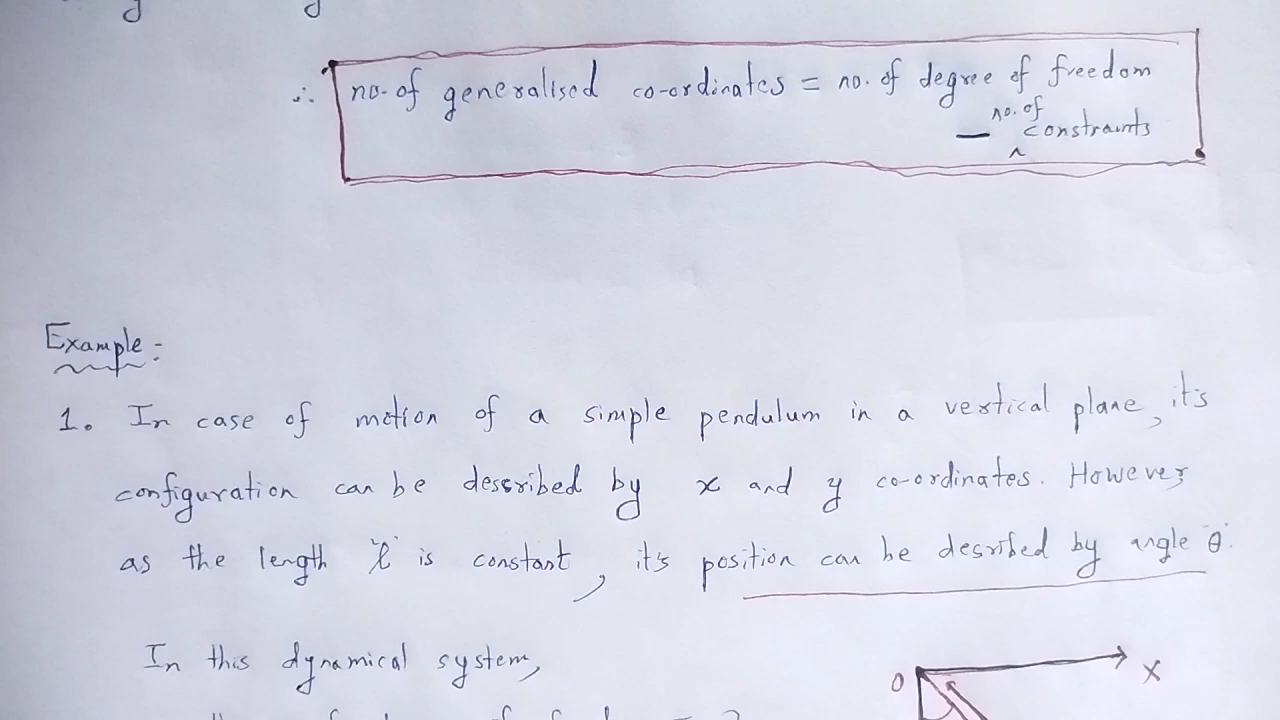 ∴ no. of generalised co-ordinates = no. of degree of freedom
— no. of constraints
Example :
1. In case of motion of a simple pendulum in a vertical plane, it's
configuration can be described by x and y co-ordinates. However
as the length 'l' is constant, it's position can be desribed by angle 'θ'.
In this dynamical system,
O X